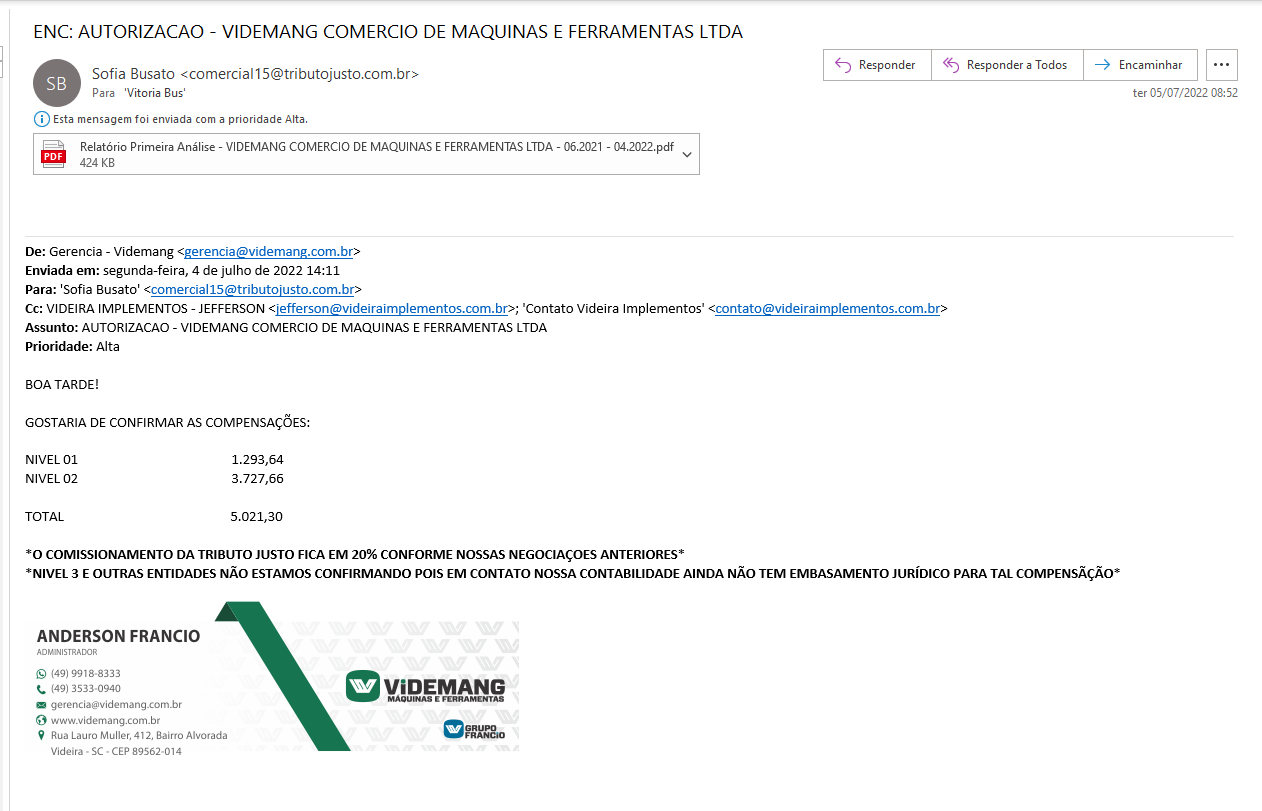 ENC: AUTORIZACAO - VIDEMANG COMERCIO DE MAQUINAS E FERRAMENTAS LTDA
SB
Sofia Busato <comercial15@tributojusto.com.br>
Para 'Vitoria Bus'
Responder
Responder a Todos
Encaminhar
ter 05/07/2022 08:52
Esta mensagem foi enviada com a prioridade Alta.
PDF
Relatório Primeira Análise - VIDEMANG COMERCIO DE MAQUINAS E FERRAMENTAS LTDA - 06.2021 - 04.2022.pdf
424 KB
De: Gerencia - Videmang <gerencia@videmang.com.br>
Enviada em: segunda-feira, 4 de julho de 2022 14:11
Para: 'Sofia Busato' <comercial15@tributojusto.com.br>
Cc: VIDEIRA IMPLEMENTOS - JEFFERSON <jefferson@videiraimplementos.com.br>; 'Contato Videira Implementos' <contato@videiraimplementos.com.br>
Assunto: AUTORIZACAO - VIDEMANG COMERCIO DE MAQUINAS E FERRAMENTAS LTDA
Prioridade: Alta
BOA TARDE!
GOSTARIA DE CONFIRMAR AS COMPENSAÇÕES:
NIVEL 01 1.293,64
NIVEL 02 3.727,66
TOTAL 5.021,30
*O COMISSIONAMENTO DA TRIBUTO JUSTO FICA EM 20% CONFORME NOSSAS NEGOCIAÇOES ANTERIORES*
*NIVEL 3 E OUTRAS ENTIDADES NÃO ESTAMOS CONFIRMANDO POIS EM CONTATO NOSSA CONTABILIDADE AINDA NÃO TEM EMBASAMENTO JURÍDICO PARA TAL COMPENSÃÇÃO*
ANDERSON FRANCIO
ADMINISTRADOR
(49) 9918-8333
(49) 3533-0940
gerencia@videmang.com.br
www.videmang.com.br
Rua Lauro Muller, 412, Bairro Alvorada
Videira - SC - CEP 89562-014
ViDEMANG
MÁQUINAS E FERRAMENTAS
GRUPO
FRANCIO